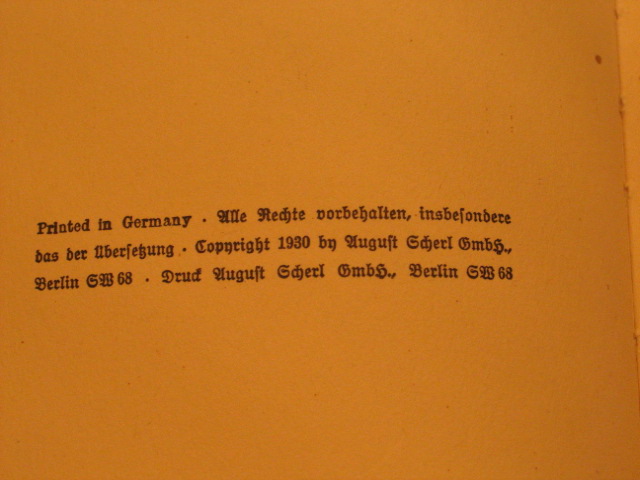 Printed in Germany · Alle Rechte vorbehalten, insbesondere
das der Übersetzung · Copyright 1930 by August Scherl GmbH.,
Berlin SW 68 · Druck August Scherl GmbH., Berlin SW 68